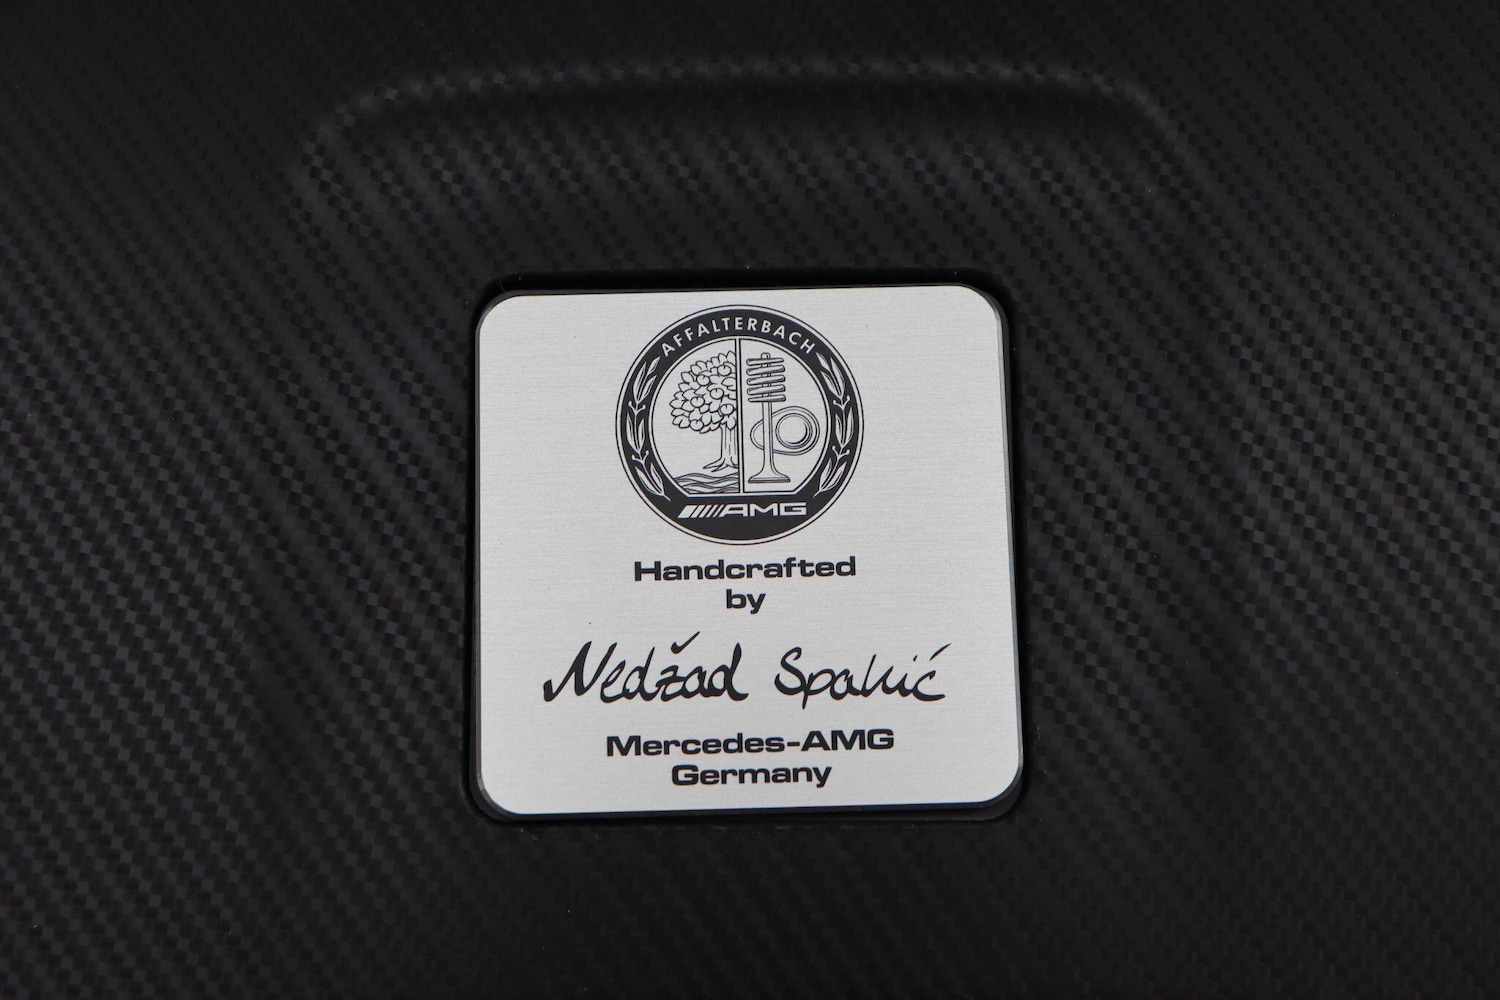 AFFALTERBACH
AMG
Handcrafted
by
Nedžad Spahić
Mercedes-AMG
Germany